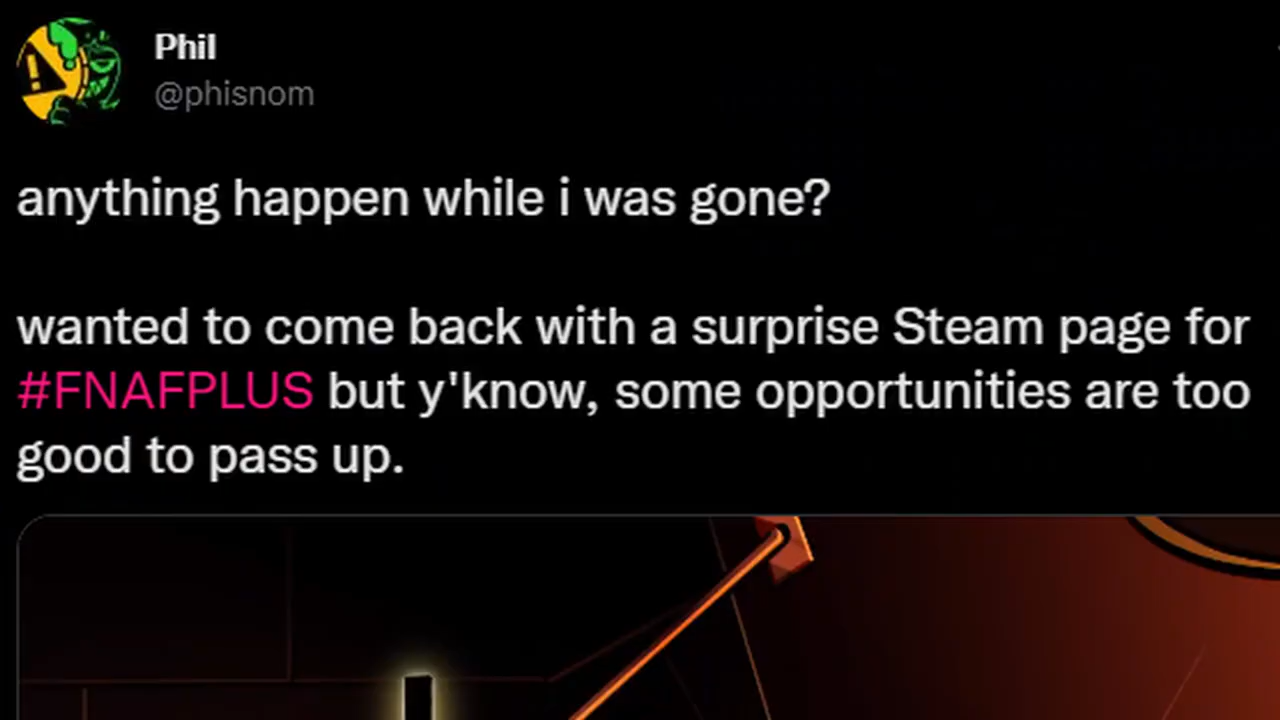 Phil
@phisnom
anything happen while i was gone?
wanted to come back with a surprise Steam page for
#FNAFPLUS but y'know, some opportunities are too
good to pass up.